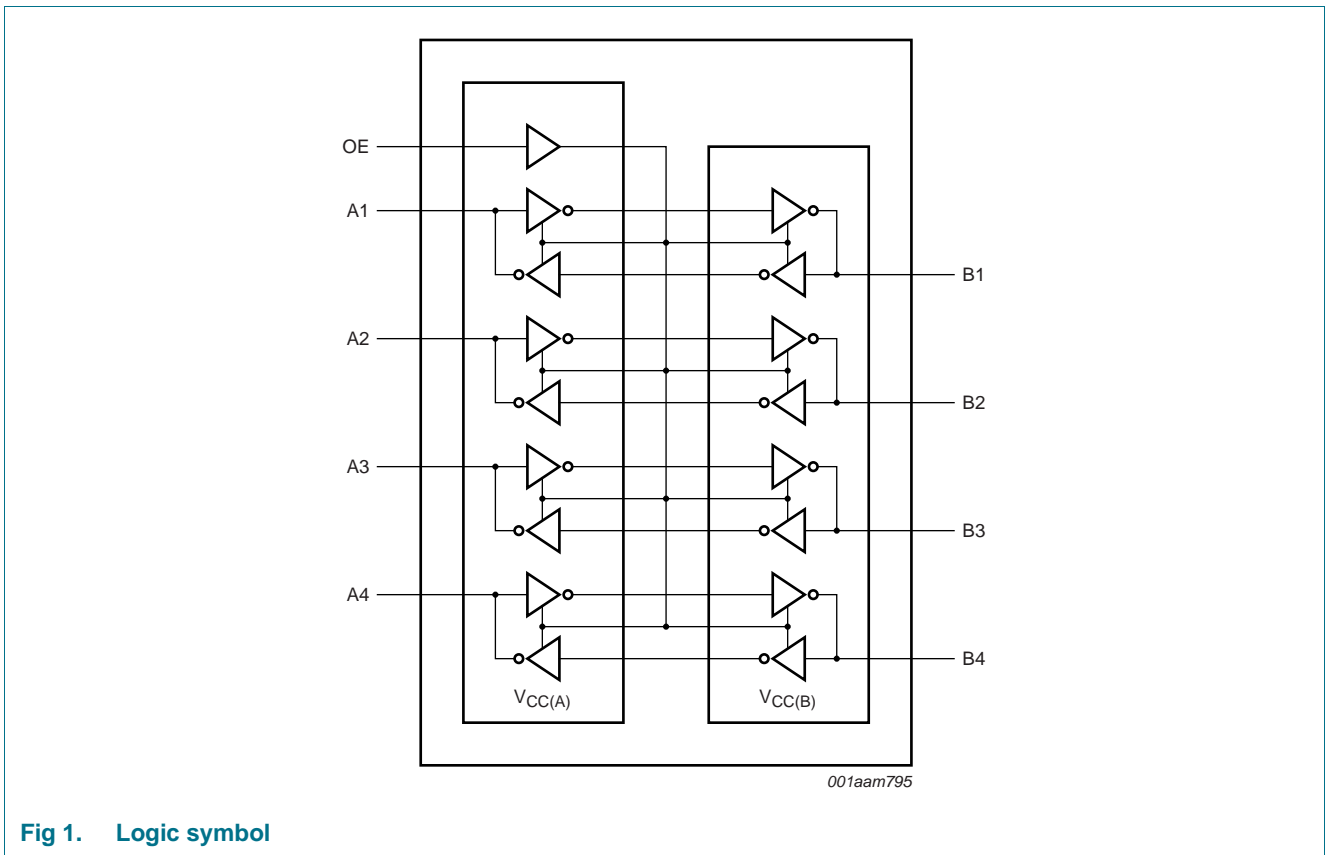 OE
A1
B1
A2
B2
A3
B3
A4
B4
VCC(A)
VCC(B)
001aam795
Fig 1. Logic symbol